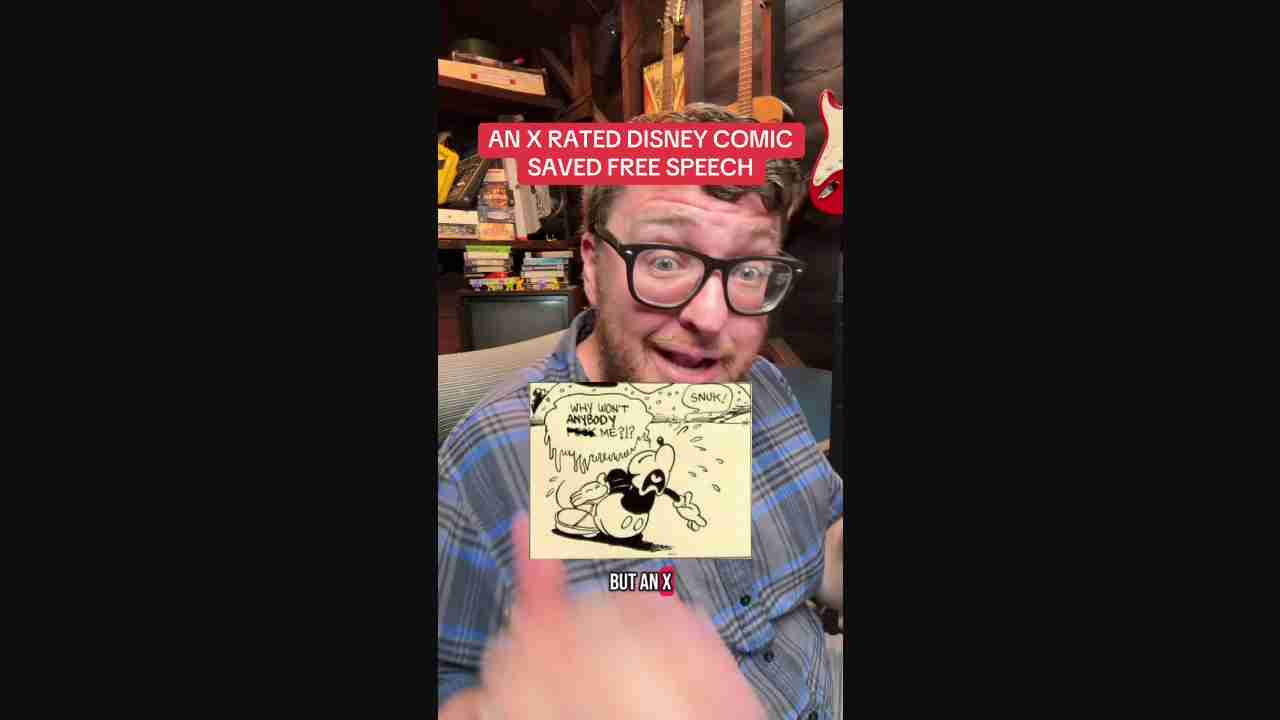 AN X RATED DISNEY COMIC
SAVED FREE SPEECH
WHY WON'T
ANYBODY
ME?!?
SNUK!
BUT AN X